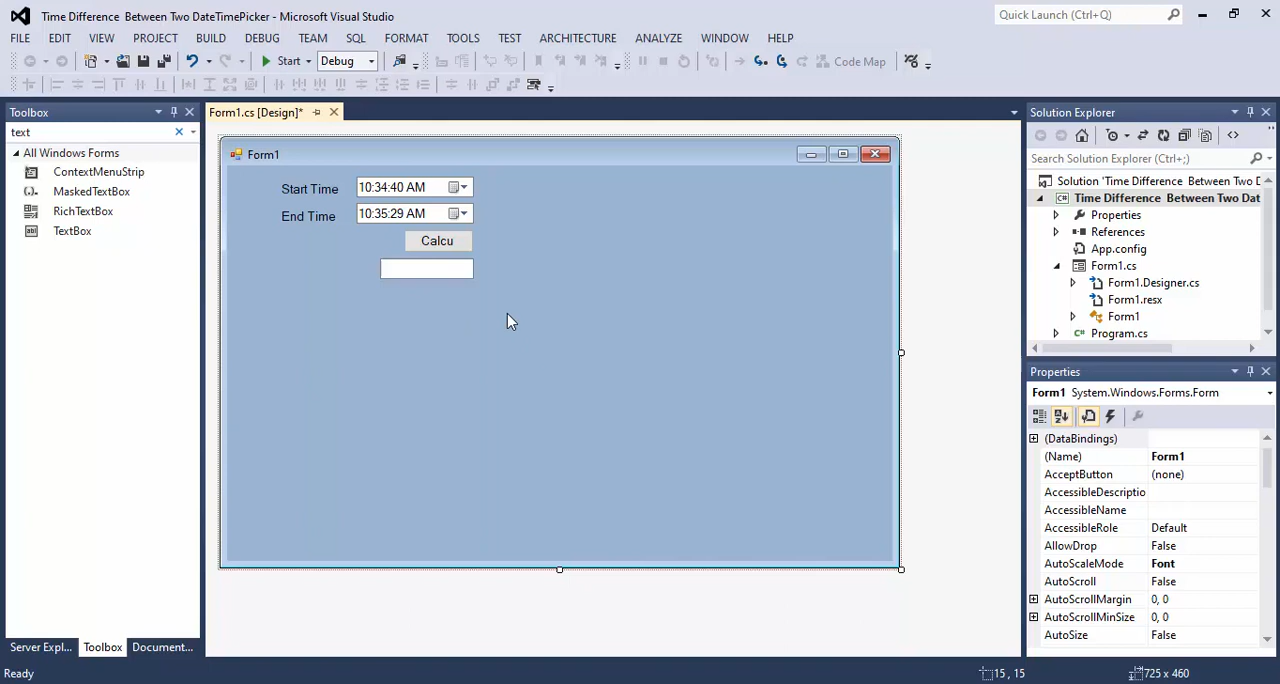 Time Difference  Between Two DateTimePicker - Microsoft Visual Studio
Quick Launch (Ctrl+Q)
FILE EDIT VIEW PROJECT BUILD DEBUG TEAM SQL FORMAT TOOLS TEST ARCHITECTURE ANALYZE WINDOW HELP
Start Debug Code Map
Toolbox
text
All Windows Forms
ContextMenuStrip
MaskedTextBox
RichTextBox
TextBox
Server Expl... Toolbox Document...
Form1.cs [Design]*
Form1
Start Time 10:34:40 AM
End Time 10:35:29 AM
Calcu
Solution Explorer
Search Solution Explorer (Ctrl+;)
Solution 'Time Difference  Between Two D
Time Difference  Between Two Dat
Properties
References
App.config
Form1.cs
Form1.Designer.cs
Form1.resx
Form1
Program.cs
Properties
Form1 System.Windows.Forms.Form
(DataBindings)
(Name) Form1
AcceptButton (none)
AccessibleDescriptio
AccessibleName
AccessibleRole Default
AllowDrop False
AutoScaleMode Font
AutoScroll False
AutoScrollMargin 0, 0
AutoScrollMinSize 0, 0
AutoSize False
Ready 15 , 15 725 x 460